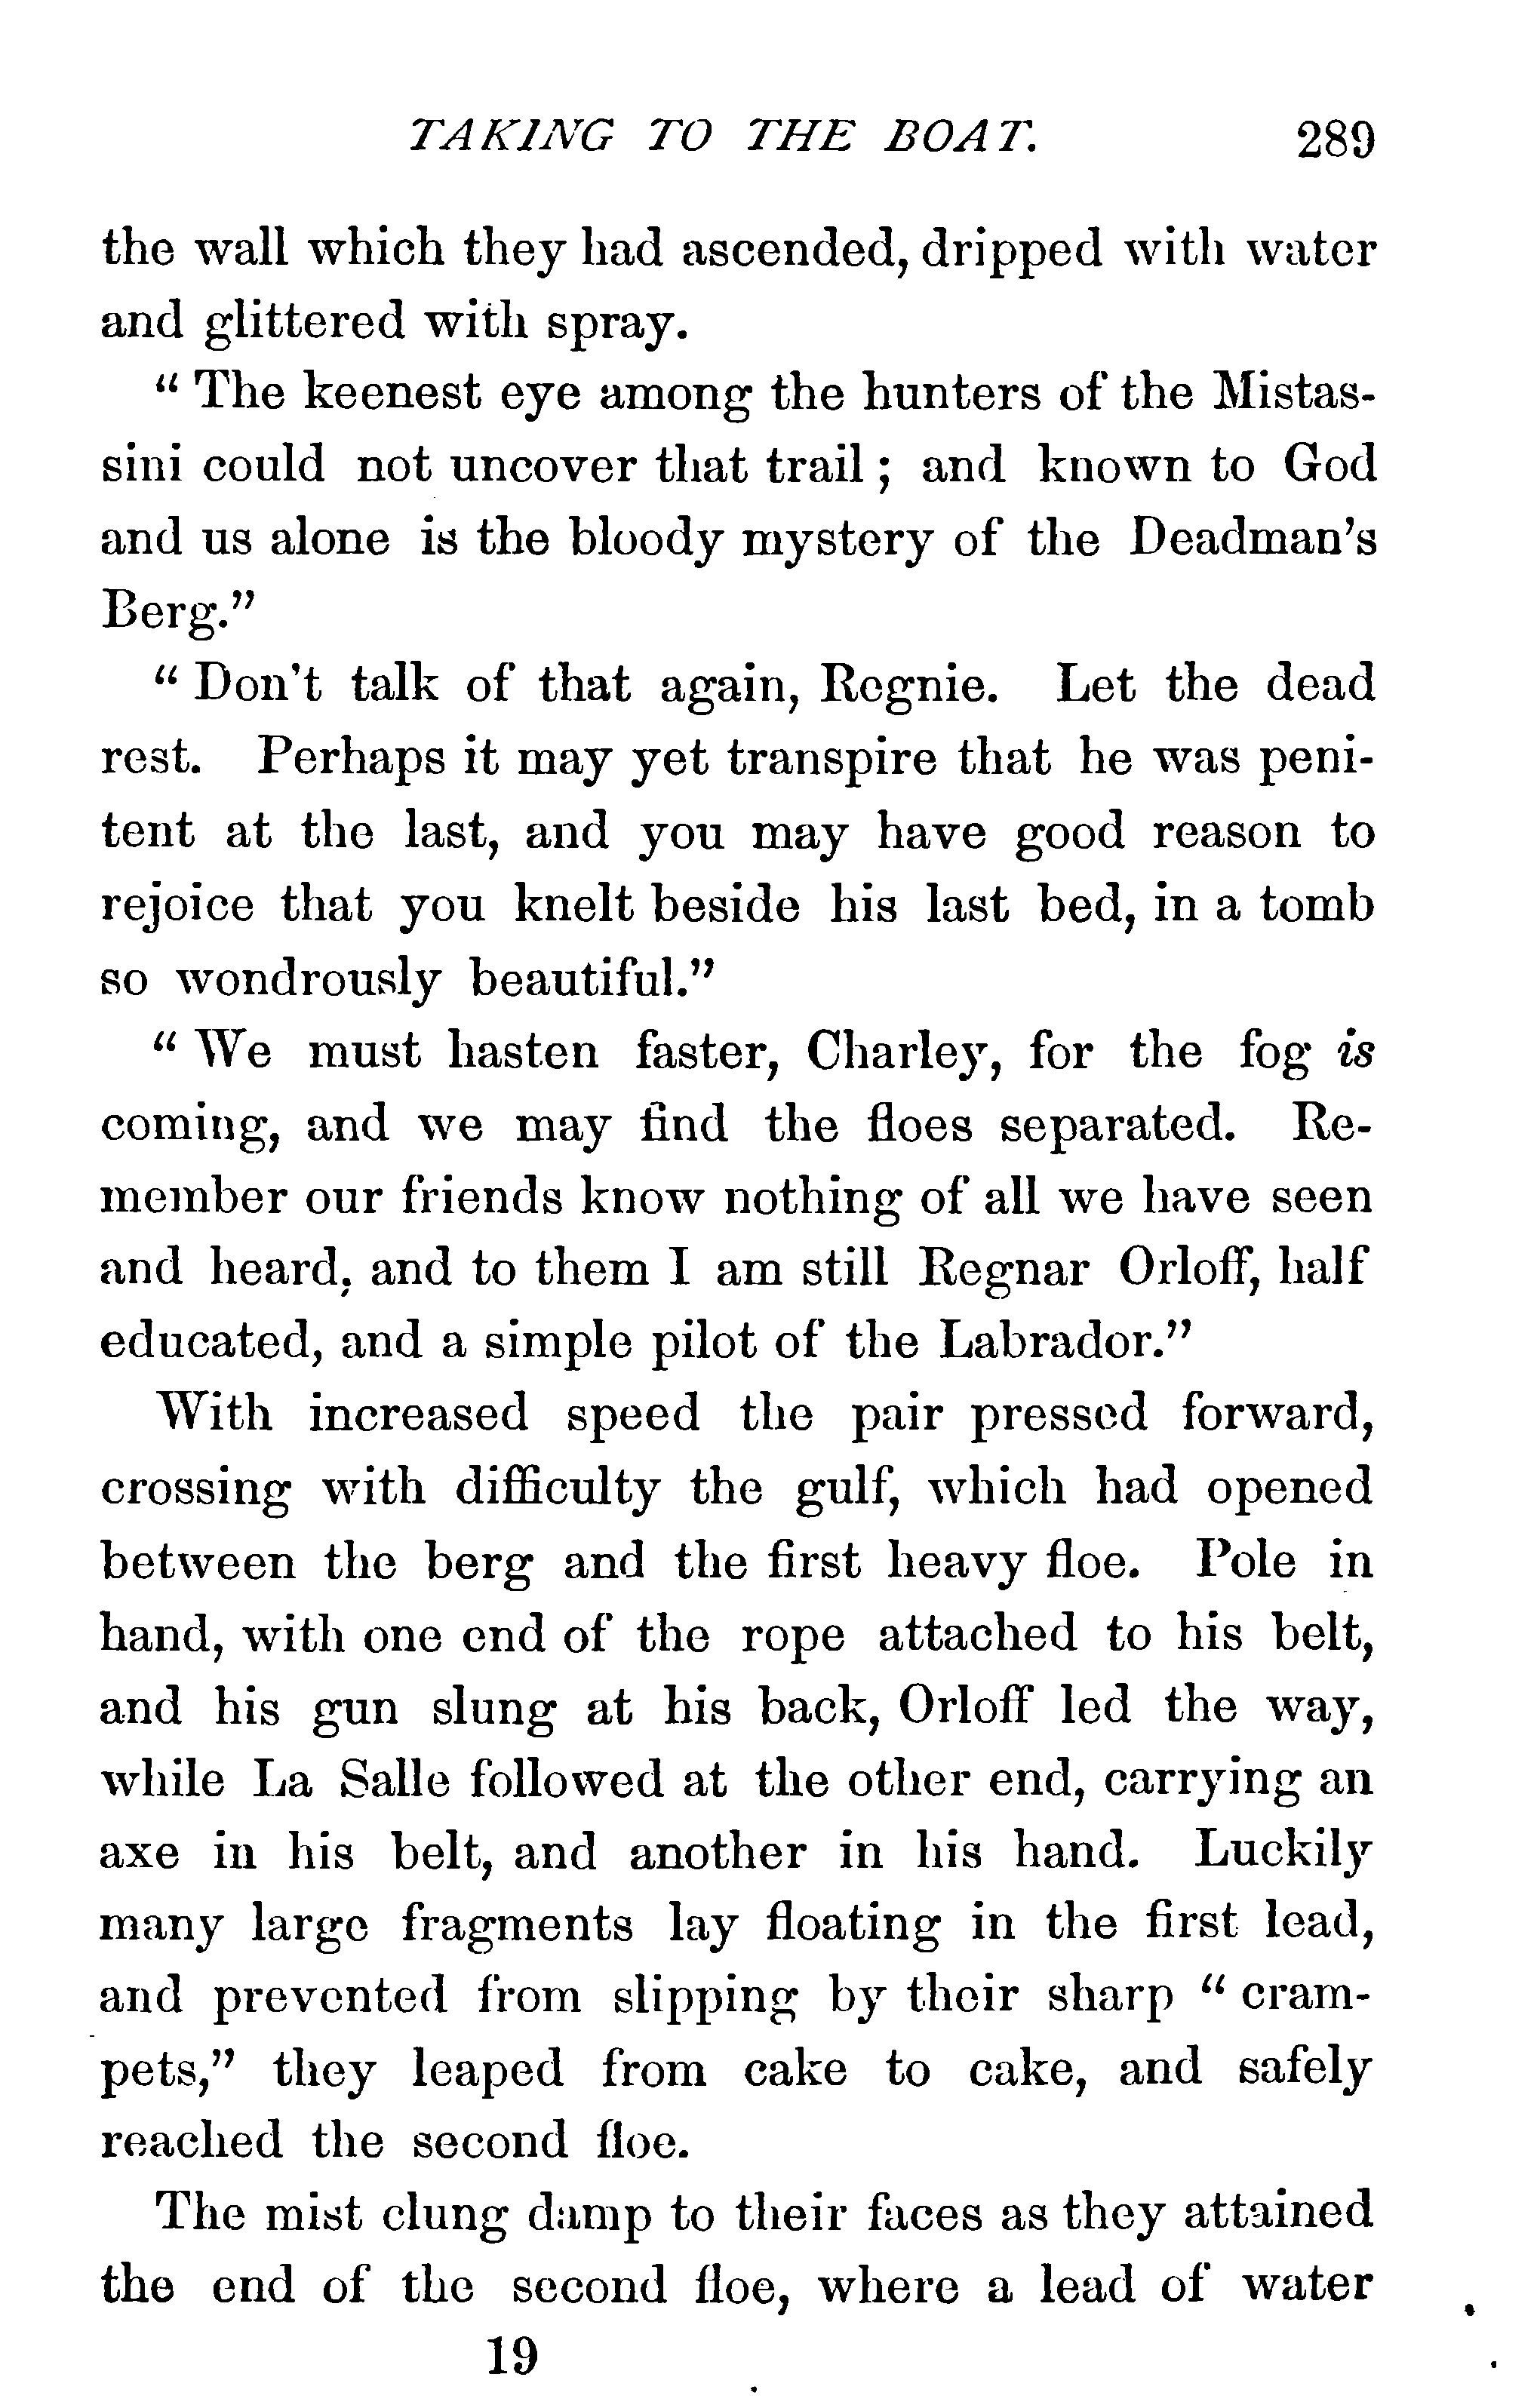 TAKING TO THE BOAT. 289
the wall which they had ascended, dripped with water
and glittered with spray.
“ The keenest eye among the hunters of the Mistas-
sini could not uncover that trail ; and known to God
and us alone is the bloody mystery of the Deadman’s
Berg.”
“ Don’t talk of that again, Regnie. Let the dead
rest. Perhaps it may yet transpire that he was peni-
tent at the last, and you may have good reason to
rejoice that you knelt beside his last bed, in a tomb
so wondrously beautiful.”
“ We must hasten faster, Charley, for the fog is
coming, and we may find the floes separated. Re-
member our friends know nothing of all we have seen
and heard, and to them I am still Regnar Orloff, half
educated, and a simple pilot of the Labrador.”
With increased speed the pair pressed forward,
crossing with difficulty the gulf, which had opened
between the berg and the first heavy floe. Pole in
hand, with one end of the rope attached to his belt,
and his gun slung at his back, Orloff led the way,
while La Salle followed at the other end, carrying an
axe in his belt, and another in his hand. Luckily
many large fragments lay floating in the first lead,
and prevented from slipping by their sharp “ cram-
pets,” they leaped from cake to cake, and safely
reached the second floe.
The mist clung damp to their faces as they attained
the end of the second floe, where a lead of water
19